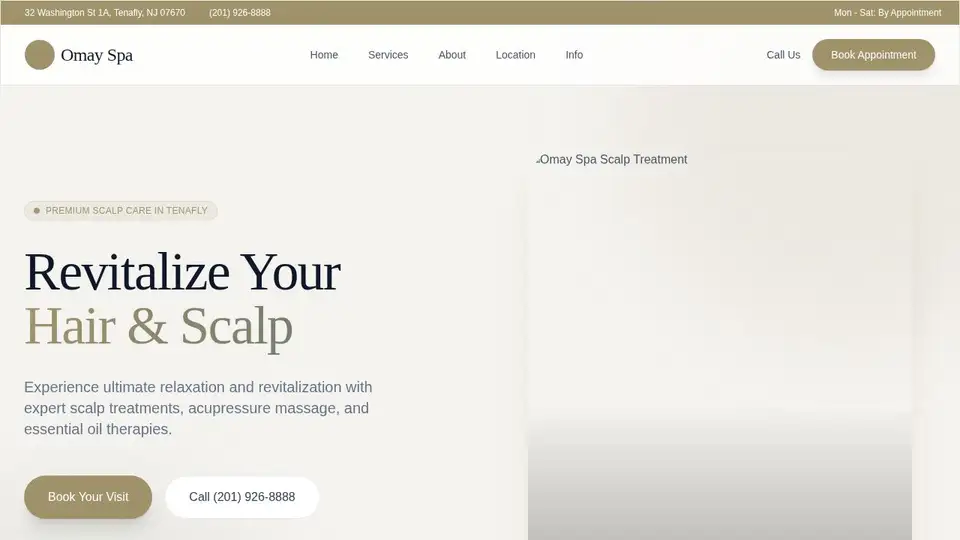 32 Washington St 1A, Tenafly, NJ 07670
(201) 926-8888
Mon - Sat: By Appointment
Omay Spa
Home
Services
About
Location
Info
Call Us
Book Appointment
Omay Spa Scalp Treatment
PREMIUM SCALP CARE IN TENAFLY
Revitalize Your
Hair & Scalp
Experience ultimate relaxation and revitalization with
expert scalp treatments, acupressure massage, and
essential oil therapies.
Book Your Visit
Call (201) 926-8888